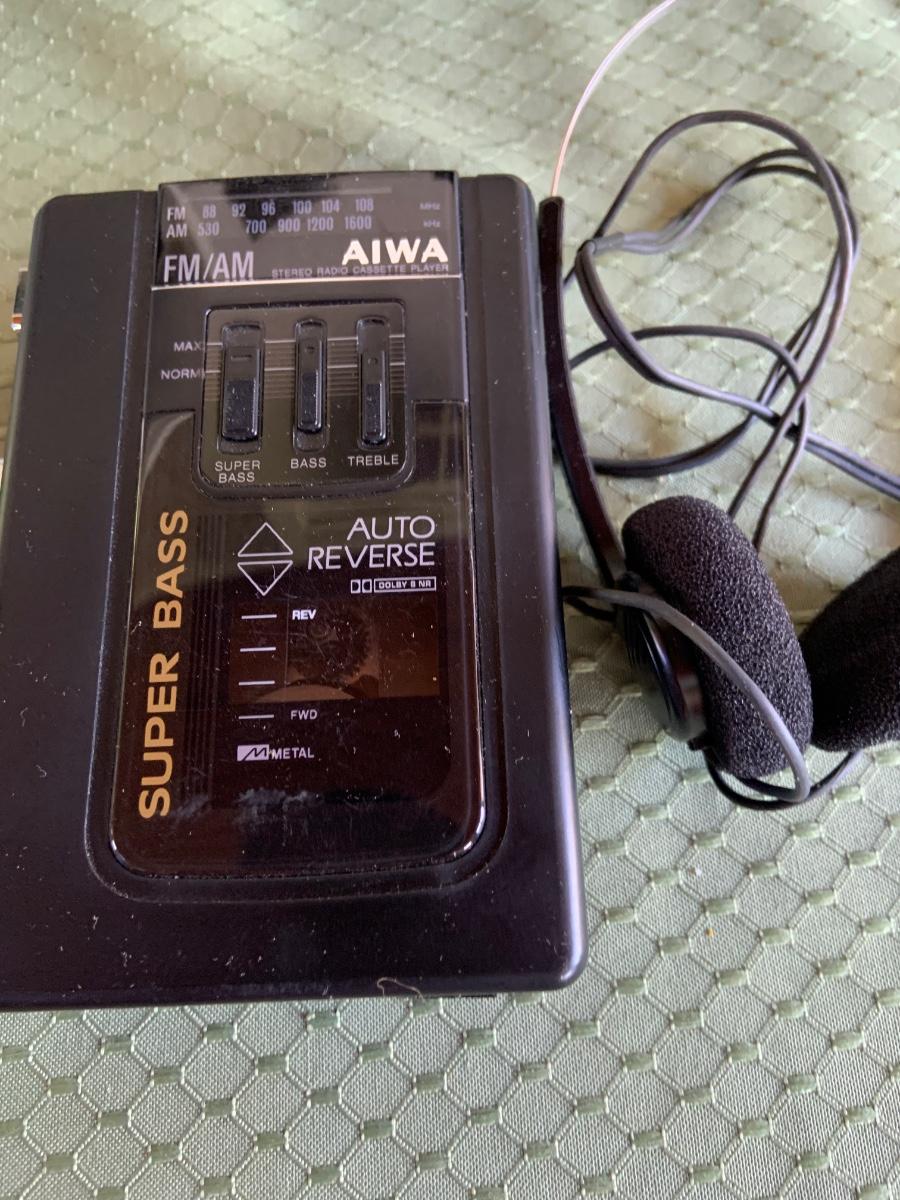 FM 88 92 96 100 104 108 MHz
AM 530 700 900 1200 1600 kHz
FM/AM AIWA
STEREO RADIO CASSETTE PLAYER
MAX
NORM
SUPER BASS
BASS
TREBLE
SUPER BASS
AUTO
REVERSE
DOLBY B NR
REV
FWD
METAL